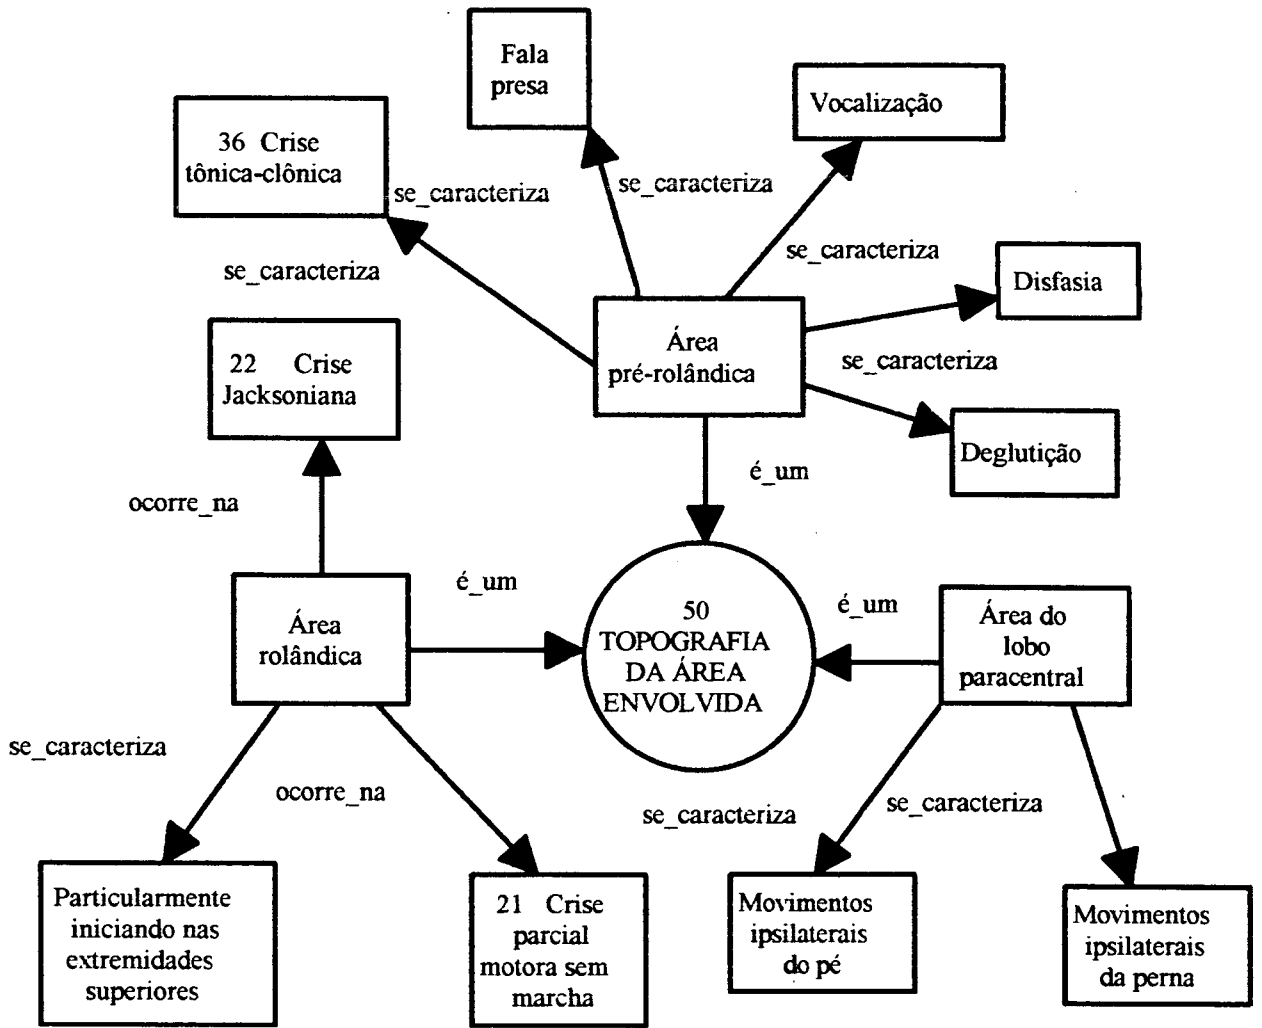 Fala
presa
Vocalização
36 Crise
tônica-clônica
se_caracteriza
se_caracteriza
se_caracteriza
se_caracteriza
Disfasia
Área
pré-rolândica
se_caracteriza
22 Crise
Jacksoniana
Deglutição
é_um
ocorre_na
é_um
é_um
Área
rolândica
50
TOPOGRAFIA
DA ÁREA
ENVOLVIDA
Área do
lobo
paracentral
se_caracteriza
ocorre_na
se_caracteriza
se_caracteriza
Particularmente
iniciando nas
extremidades
superiores
21 Crise
parcial
motora sem
marcha
Movimentos
ipsilaterais
do pé
Movimentos
ipsilaterais
da perna